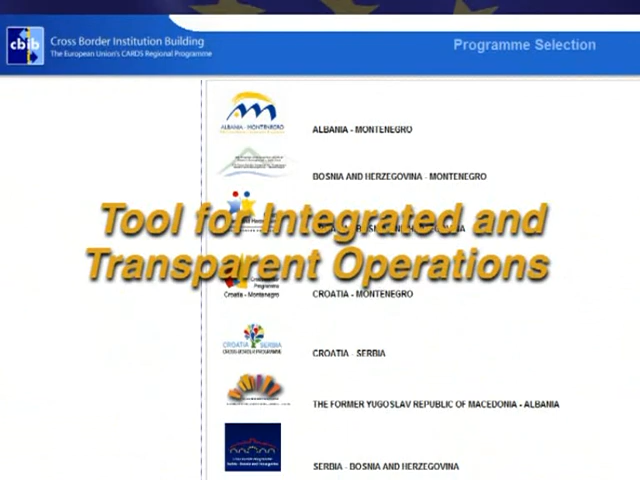 cbib
Cross Border Institution Building
The European Union's CARDS Regional Programme
Programme Selection
ALBANIA - MONTENEGRO
ALBANIA - MONTENEGRO
BOSNIA AND HERZEGOVINA - MONTENEGRO
Tool for Integrated and
Transparent Operations
Programme
Croatia - Montenegro
CROATIA - MONTENEGRO
CROATIA SERBIA
CROSS-BORDER PROGRAMME
CROATIA - SERBIA
THE FORMER YUGOSLAV REPUBLIC OF MACEDONIA - ALBANIA
SERBIA - BOSNIA AND HERZEGOVINA